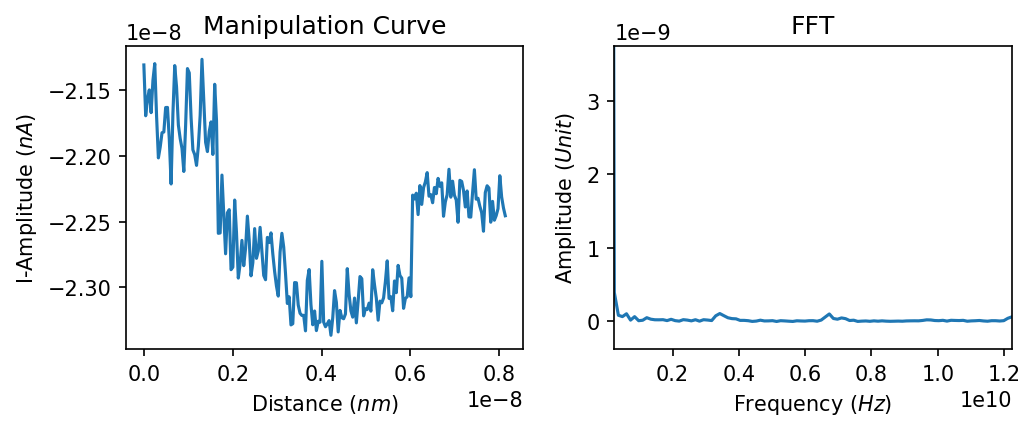 Manipulation Curve
1e−8
I-Amplitude (nA)
−2.15
−2.20
−2.25
−2.30
0.0 0.2 0.4 0.6 0.8
1e−8
Distance (nm)
FFT
1e−9
Amplitude (Unit)
3
2
1
0
0.2 0.4 0.6 0.8 1.0 1.2
1e10
Frequency (Hz)